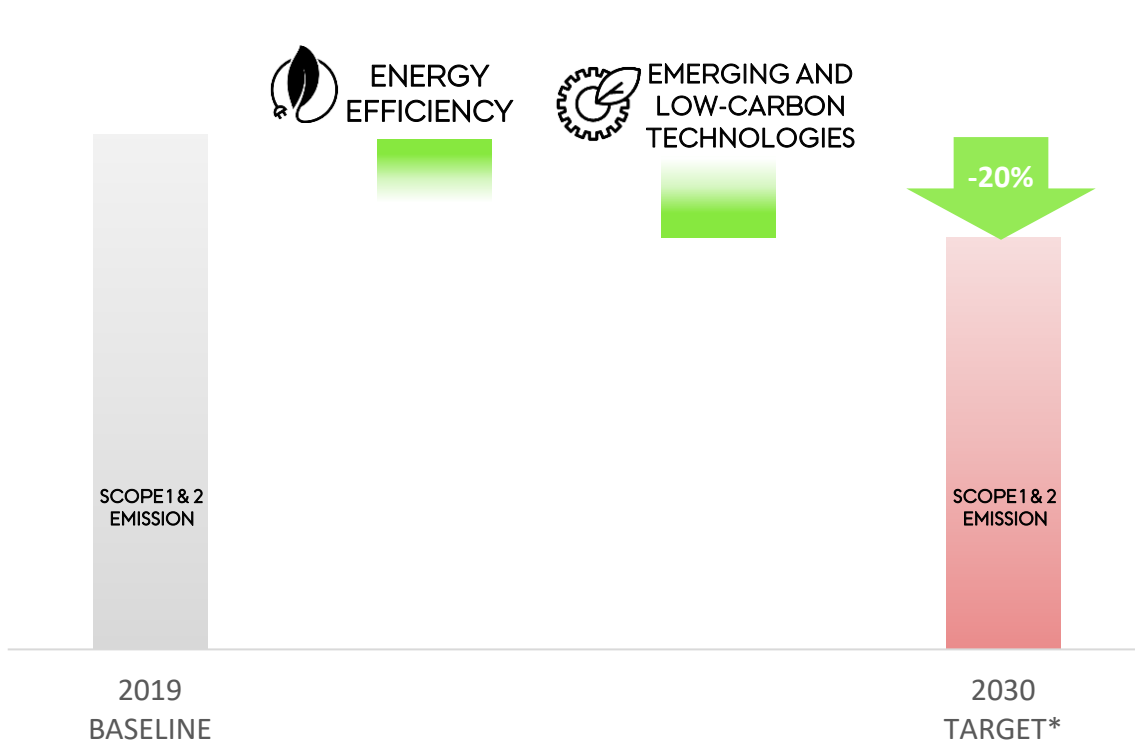 ENERGY
EFFICIENCY
EMERGING AND
LOW-CARBON
TECHNOLOGIES
-20%
SCOPE 1 & 2
EMISSION
SCOPE 1 & 2
EMISSION
2019
BASELINE
2030
TARGET*